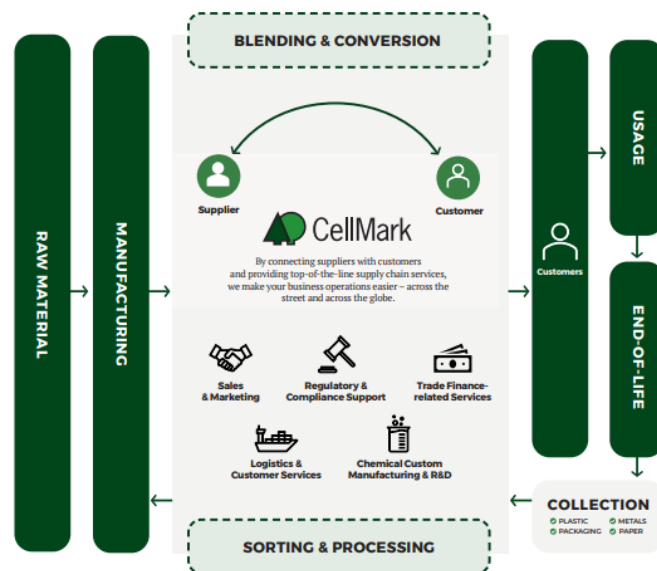 BLENDING & CONVERSION
RAW MATERIAL
MANUFACTURING
Supplier
Customer
CellMark
By connecting suppliers with customers
and providing top-of-the-line supply chain services,
we make your business operations easier – across the
street and across the globe.
Sales
& Marketing
Regulatory &
Compliance Support
Trade Finance-
related Services
Logistics &
Customer Services
Chemical Custom
Manufacturing & R&D
SORTING & PROCESSING
Customers
USAGE
END-OF-LIFE
COLLECTION
PLASTIC
METALS
PACKAGING
PAPER